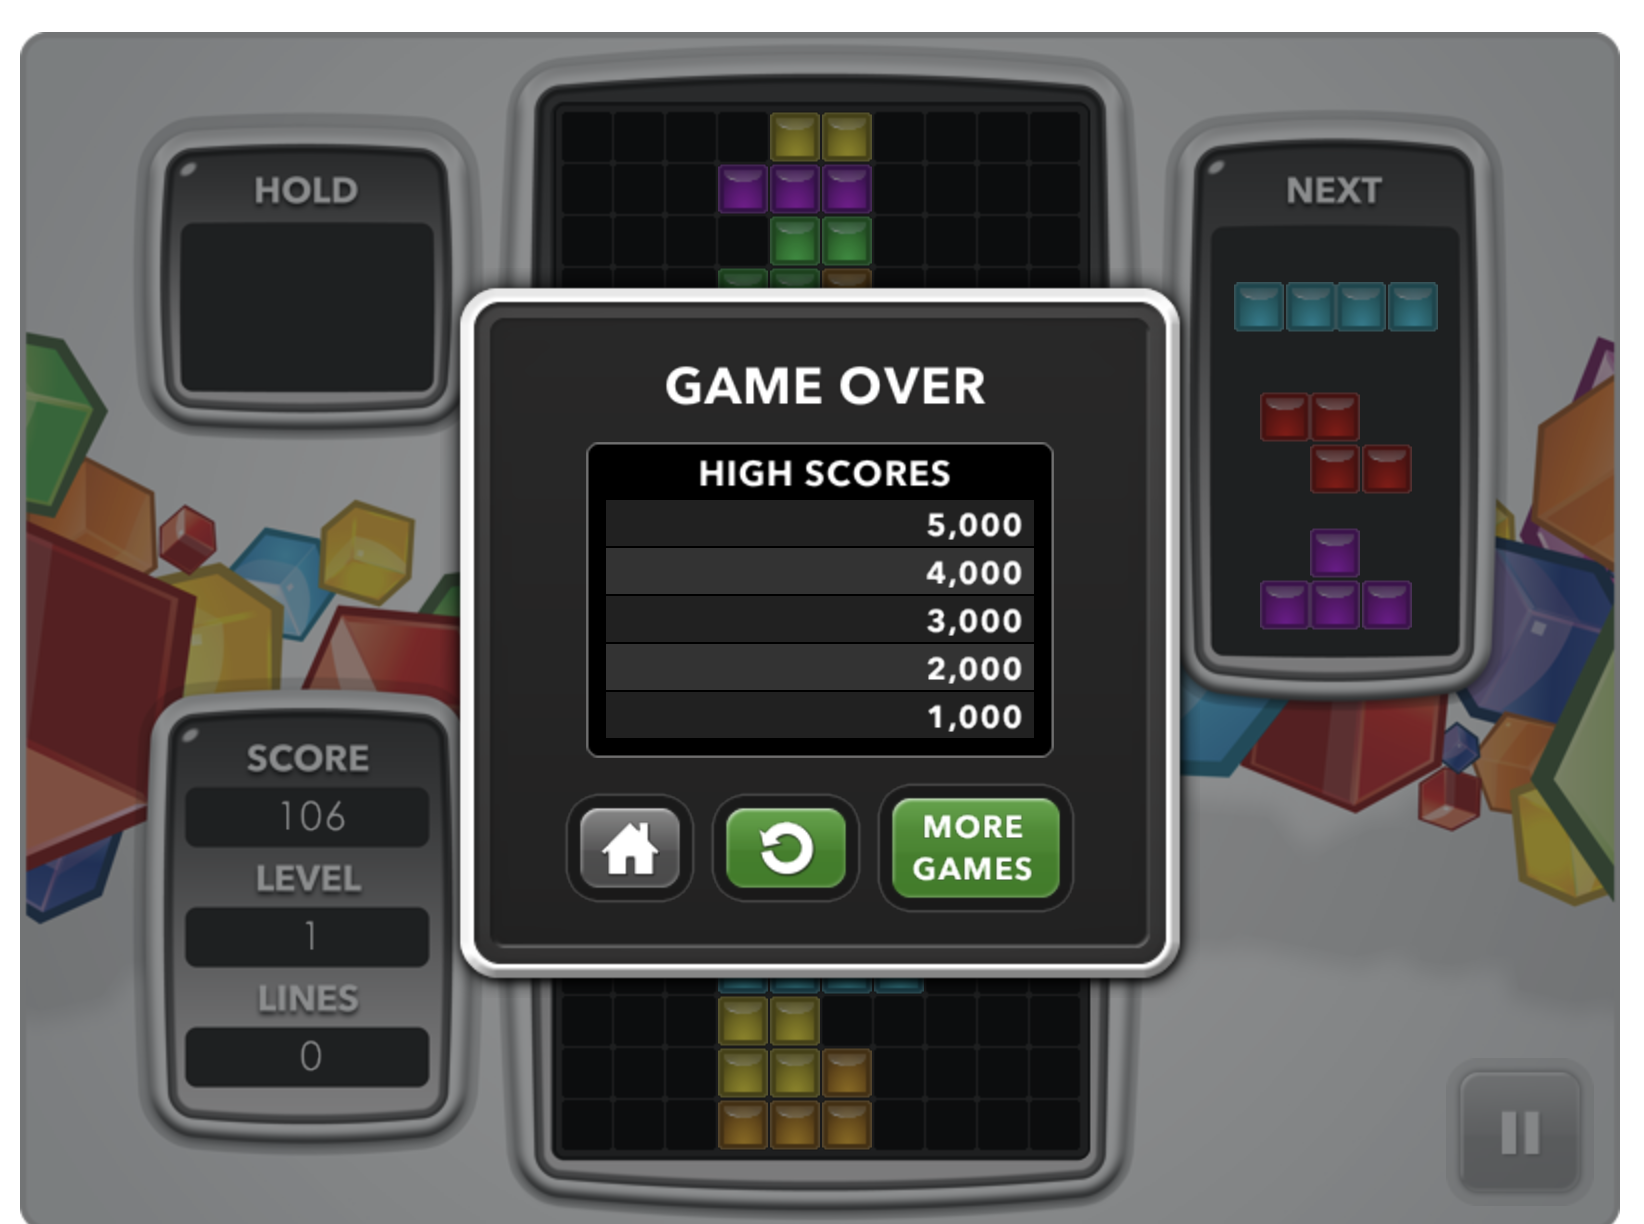 HOLD
NEXT
GAME OVER
HIGH SCORES
5,000
4,000
3,000
2,000
1,000
SCORE
106
LEVEL
1
LINES
0
MORE
GAMES